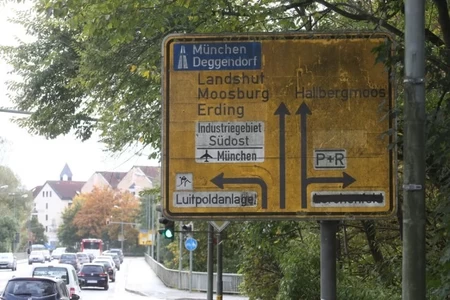 München
Deggendorf
Landshut
Moosburg
Erding
Hallbergmoos
Industriegebiet
Südost
München
P+R
Luitpoldanlage